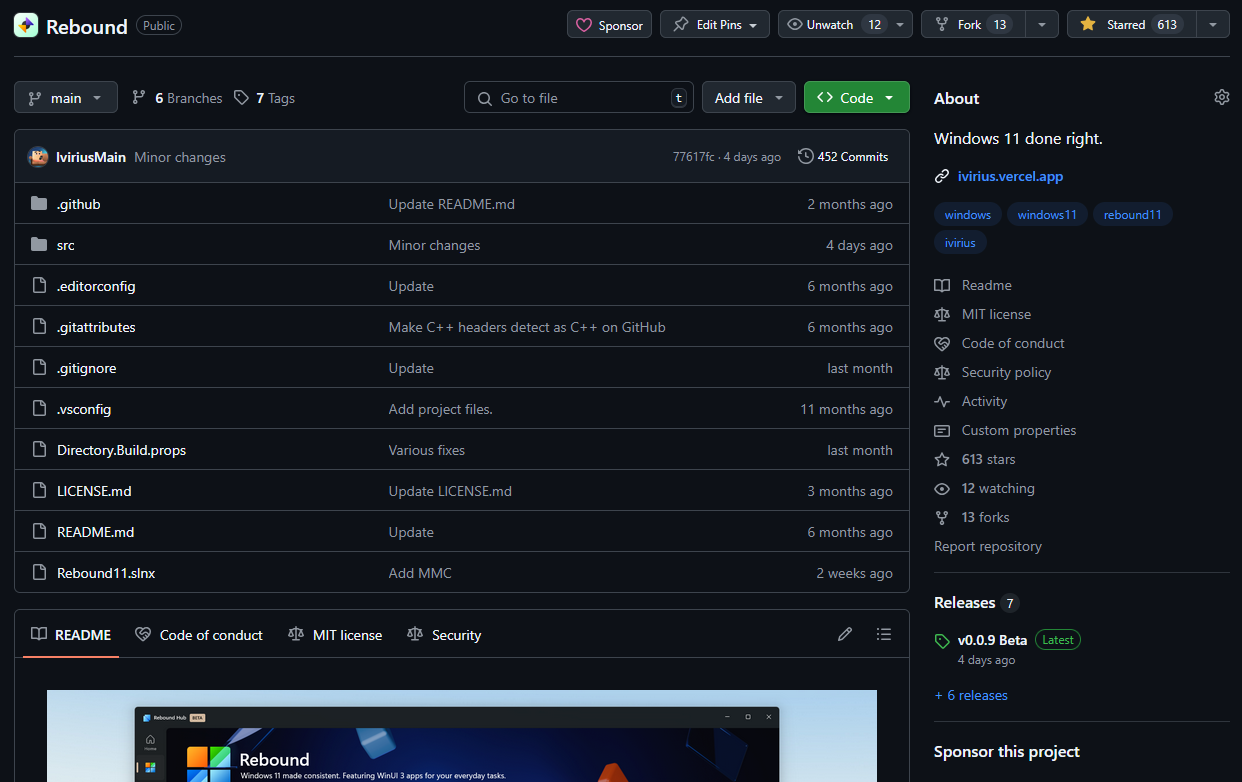 Rebound Public Sponsor Edit Pins Unwatch 12 Fork 13 Starred 613
main 6 Branches 7 Tags Go to file t Add file Code
IviriusMain Minor changes 77617fc · 4 days ago 452 Commits
.github Update README.md 2 months ago
src Minor changes 4 days ago
.editorconfig Update 6 months ago
.gitattributes Make C++ headers detect as C++ on GitHub 6 months ago
.gitignore Update last month
.vsconfig Add project files. 11 months ago
Directory.Build.props Various fixes last month
LICENSE.md Update LICENSE.md 3 months ago
README.md Update 6 months ago
Rebound11.slnx Add MMC 2 weeks ago
README Code of conduct MIT license Security
Rebound Hub BETA
Home
Rebound
Windows 11 made consistent. Featuring WinUI 3 apps for your everyday tasks.
About
Windows 11 done right.
ivirius.vercel.app
windows windows11 rebound11
ivirius
Readme
MIT license
Code of conduct
Security policy
Activity
Custom properties
613 stars
12 watching
13 forks
Report repository
Releases 7
v0.0.9 Beta Latest
4 days ago
+ 6 releases
Sponsor this project